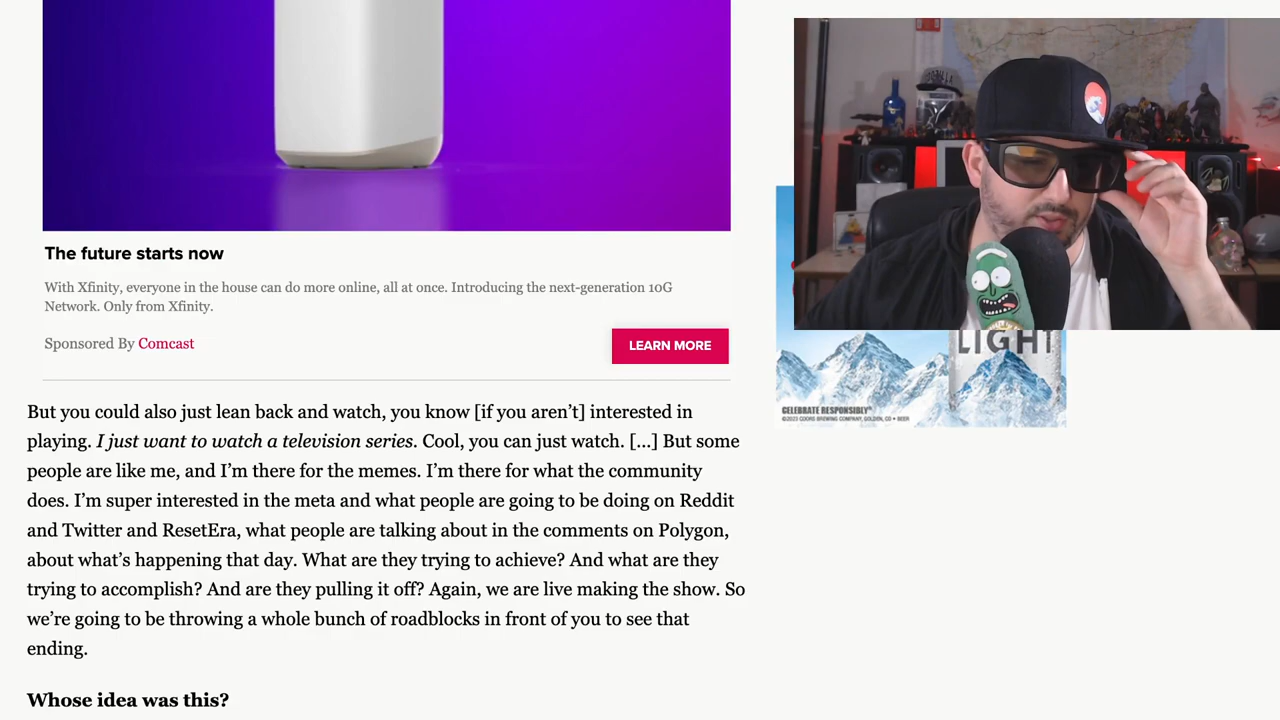 The future starts now
With Xfinity, everyone in the house can do more online, all at once. Introducing the next-generation 10G
Network. Only from Xfinity.
Sponsored By Comcast
LEARN MORE
LIGHT
CELEBRATE RESPONSIBLY®
©2023 COORS BREWING COMPANY, GOLDEN, CO • BEER
But you could also just lean back and watch, you know [if you aren’t] interested in
playing. I just want to watch a television series. Cool, you can just watch. [...] But some
people are like me, and I’m there for the memes. I’m there for what the community
does. I’m super interested in the meta and what people are going to be doing on Reddit
and Twitter and ResetEra, what people are talking about in the comments on Polygon,
about what’s happening that day. What are they trying to achieve? And what are they
trying to accomplish? And are they pulling it off? Again, we are live making the show. So
we’re going to be throwing a whole bunch of roadblocks in front of you to see that
ending.
Whose idea was this?